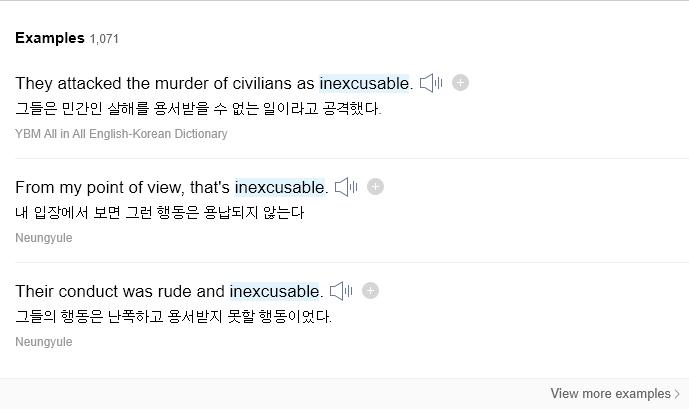 Examples 1,071
They attacked the murder of civilians as inexcusable.
그들은 민간인 살해를 용서받을 수 없는 일이라고 공격했다.
YBM All in All English-Korean Dictionary
From my point of view, that's inexcusable.
내 입장에서 보면 그런 행동은 용납되지 않는다
Neungyule
Their conduct was rude and inexcusable.
그들의 행동은 난폭하고 용서받지 못할 행동이었다.
Neungyule
View more examples